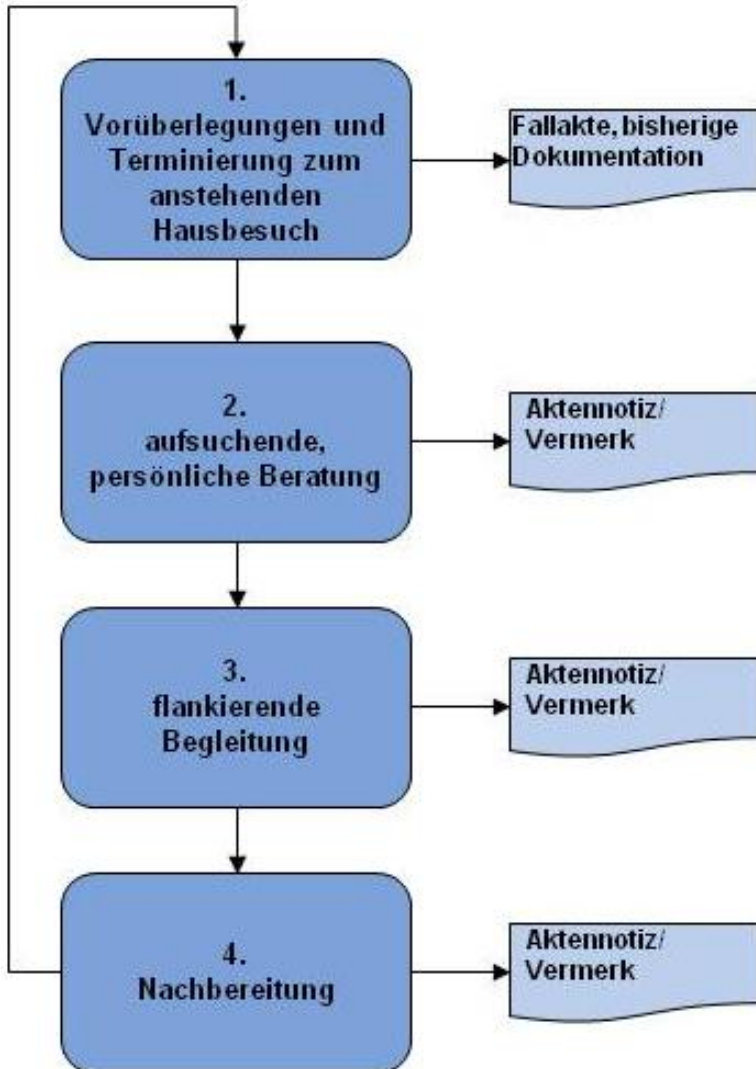 1.
Vorüberlegungen und
Terminierung zum
anstehenden
Hausbesuch
Fallakte, bisherige
Dokumentation
2.
aufsuchende,
persönliche Beratung
Aktennotiz/
Vermerk
3.
flankierende
Begleitung
Aktennotiz/
Vermerk
4.
Nachbereitung
Aktennotiz/
Vermerk